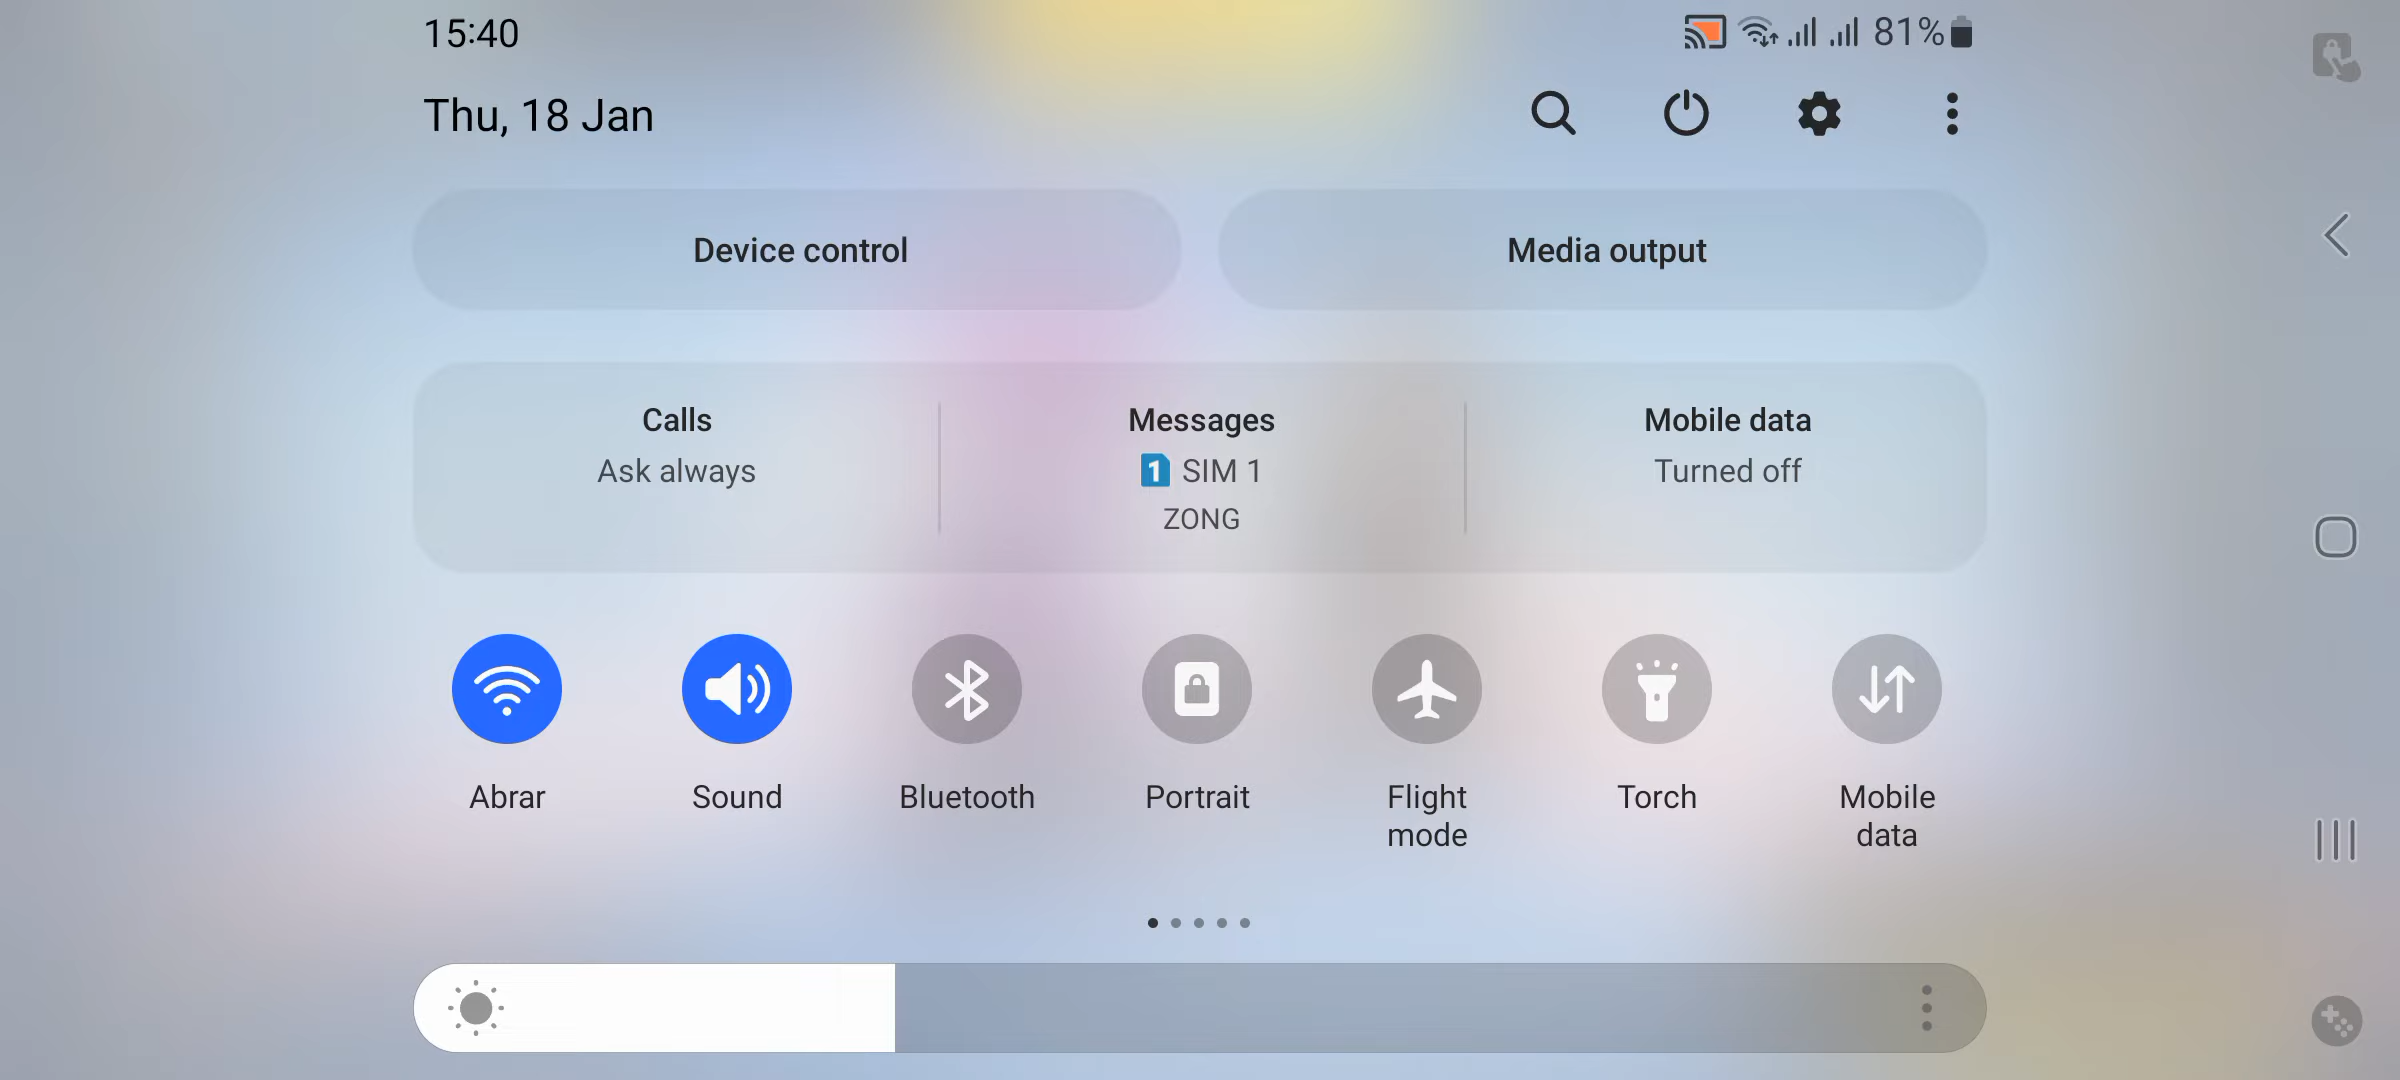 15:40
81%
Thu, 18 Jan
Device control
Media output
Calls
Ask always
Messages
1 SIM 1
ZONG
Mobile data
Turned off
Abrar
Sound
Bluetooth
Portrait
Flight
mode
Torch
Mobile
data